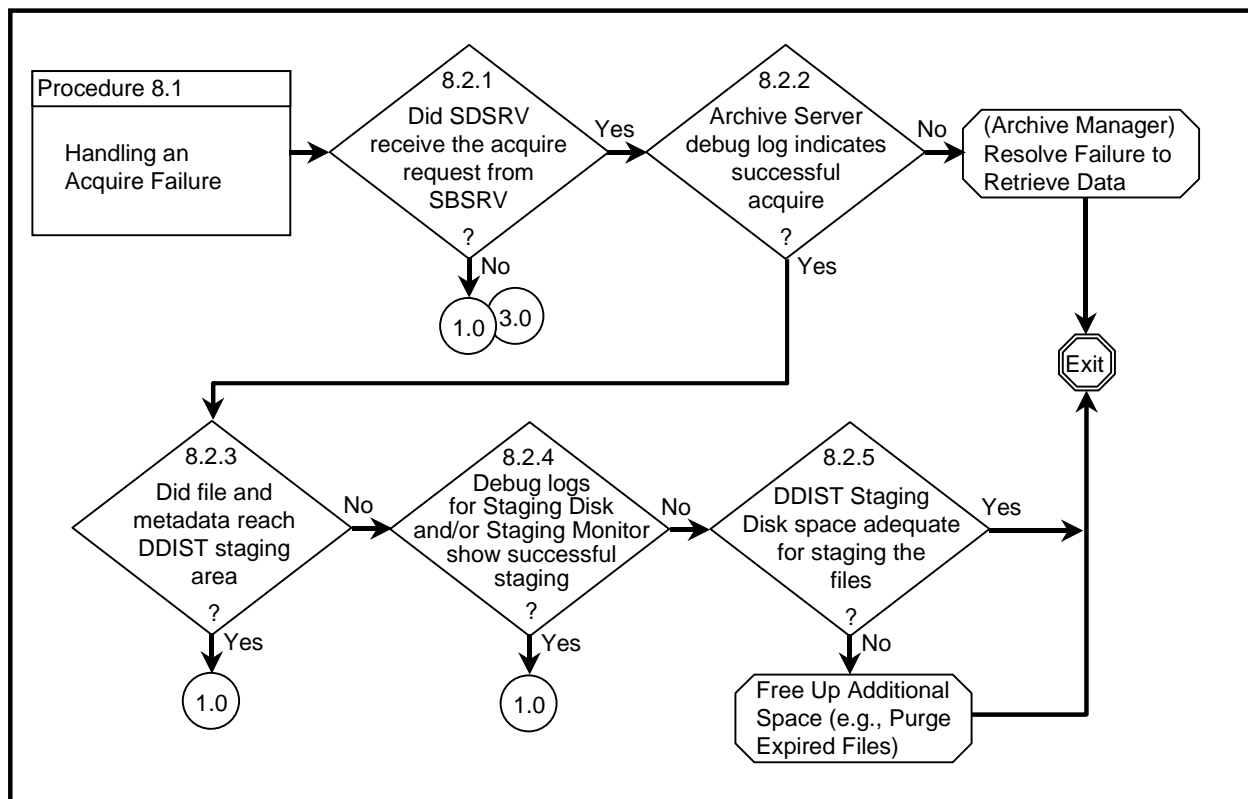 Procedure 8.1
Handling an
Acquire Failure
8.2.1
Did SDSRV
receive the acquire
request from
SBSRV
?
Yes
No
1.0
3.0
8.2.2
Archive Server
debug log indicates
successful
acquire
?
No
Yes
(Archive Manager)
Resolve Failure to
Retrieve Data
Exit
8.2.3
Did file and
metadata reach
DDIST staging
area
?
No
Yes
1.0
8.2.4
Debug logs
for Staging Disk
and/or Staging Monitor
show successful
staging
?
No
Yes
1.0
8.2.5
DDIST Staging
Disk space adequate
for staging the
files
?
Yes
No
Free Up Additional
Space (e.g., Purge
Expired Files)